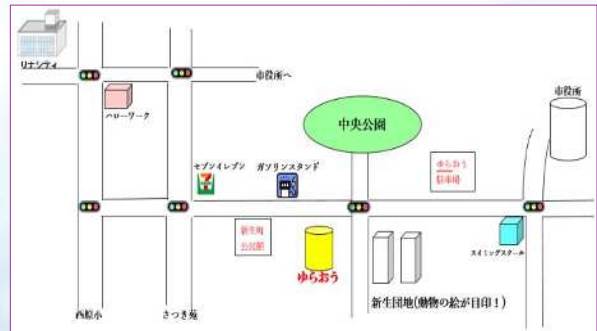 リナシティ
市役所へ
ハローワーク
市役所
中央公園
セブンイレブン
ガソリンスタンド
ゆらおう
駐車場
新生町
公民館
ゆらおう
スイミングスクール
新生団地(動物の絵が目印!)
西原小
さつき苑